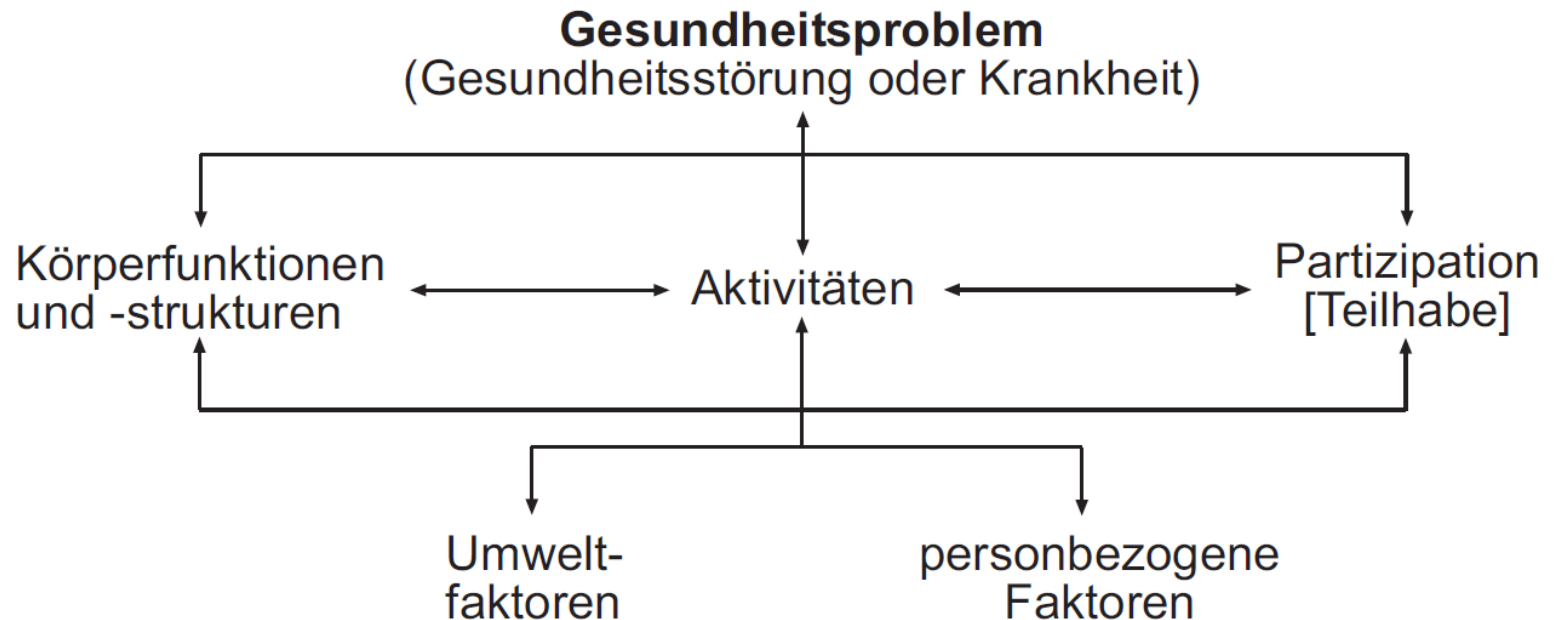 Gesundheitsproblem
(Gesundheitsstörung oder Krankheit)
Körperfunktionen
und -strukturen
Aktivitäten
Partizipation
[Teilhabe]
Umwelt-
faktoren
personbezogene
Faktoren